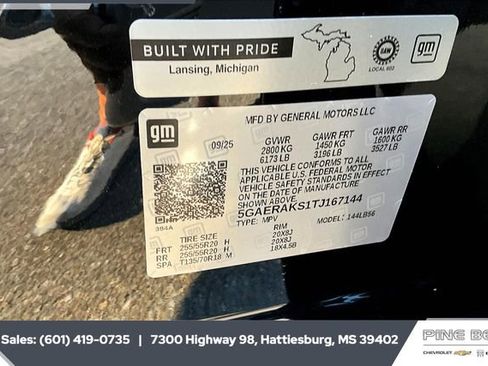 BUILT WITH PRIDE
Lansing, Michigan
UAW
LOCAL 602
gm
gm
MFD BY GENERAL MOTORS LLC
09/25
GVWR GAWR FRT GAWR RR
2800 KG 1450 KG 1600 KG
6173 LB 3196 LB 3527 LB
THIS VEHICLE CONFORMS TO ALL
APPLICABLE U.S. FEDERAL MOTOR
VEHICLE SAFETY STANDARDS
IN EFFECT ON THE DATE OF MANUFACTURE
SHOWN ABOVE.
5GAERAKS1TJ167144
TYPE: MPV MODEL: 144LB56
394A
TIRE SIZE RIM
FRT 255/55R20 H 20X8J
RR 255/55R20 H 20X8J
SPA T135/70R18 M 18X4.5B
Sales: (601) 419-0735 | 7300 Highway 98, Hattiesburg, MS 39402
PINE BE
CHEVROLET